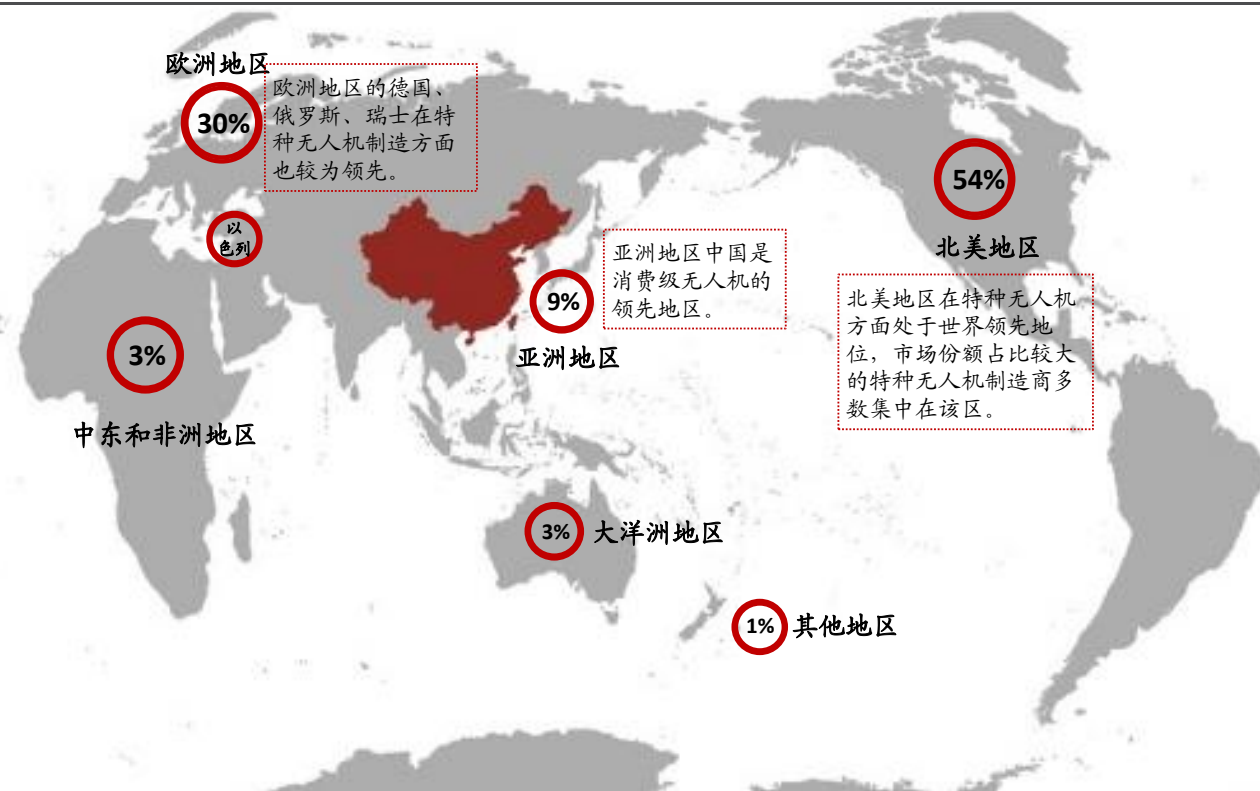 欧洲地区
30%
欧洲地区的德国、
俄罗斯、瑞士在特
种无人机制造方面
也较为领先。
以
色列
3%
中东和非洲地区
9%
亚洲地区
亚洲地区中国是
消费级无人机的
领先地区。
54%
北美地区
北美地区在特种无人机
方面处于世界领先地
位，市场份额占比较大
的特种无人机制造商多
数集中在该区。
3%
大洋洲地区
1%
其他地区